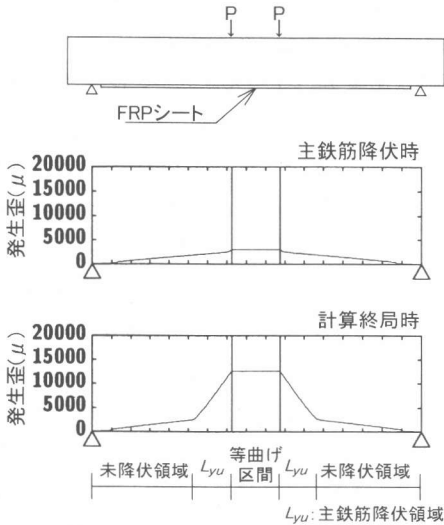 P P
FRPシート
主鉄筋降伏時
発生歪(μ)
20000
15000
10000
5000
0
計算終局時
発生歪(μ)
20000
15000
10000
5000
0
未降伏領域 Lyu 等曲げ区間 Lyu 未降伏領域
Lyu:主鉄筋降伏領域